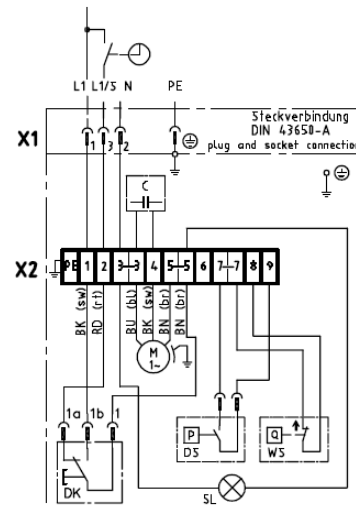 L1 L1/S N PE
X1
1 3 2
Steckverbindung
DIN 43650-A
plug and socket connection
C
X2
PE 1 2 3 3 4 5 5 6 7 7 8 9
BK (sw)
RD (rt)
BU (bl)
BK (sw)
BN (br)
BN (br)
M
1~
1a 1b 1
DK
P
DS
Q
WS
SL